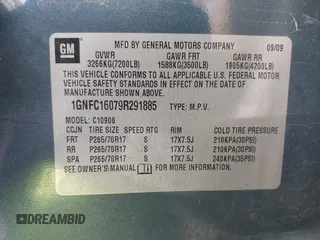 GM
MFD BY GENERAL MOTORS COMPANY 09/09
GVWR GAWR FRT GAWR RR
3266KG(7200LB) 1588KG(3500LB) 1905KG(4200LB)
THIS VEHICLE CONFORMS TO ALL APPLICABLE U.S. FEDERAL
MOTOR VEHICLE SAFETY AND THEFT PREVENTION STANDARDS
IN EFFECT ON THE DATE OF MANUFACTURE SHOWN ABOVE.
1GNFC16079R291885 TYPE: M.P.V.
MODEL: C10906
CCJN TIRE SIZE SPEED RTG RIM COLD TIRE PRESSURE
FRT P265/70R17 S 17X7.5J 210KPA(30PSI)
RR P265/70R17 S 17X7.5J 210KPA(30PSI)
SPA P265/70R17 S 17X7.5J 240KPA(35PSI)
SEE OWNER'S MANUAL FOR MORE INFORMATION.
DREAMBID